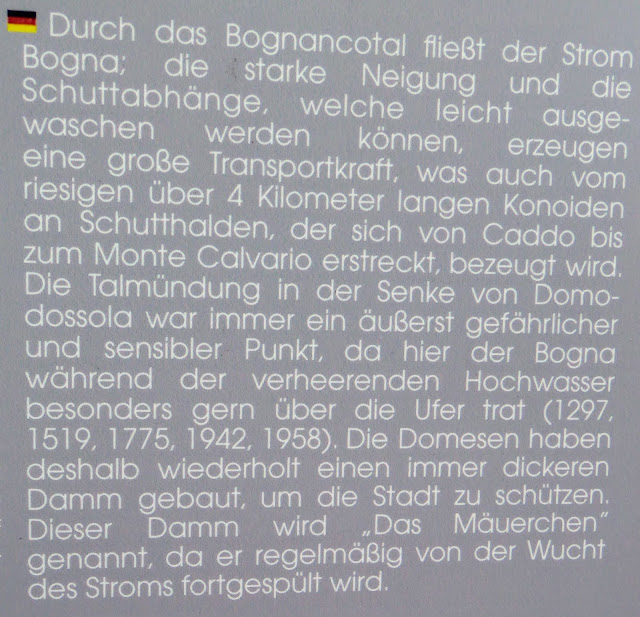 Durch das Bognancotal fließt der Strom
Bogna; die starke Neigung und die
Schuttabhänge, welche leicht ausge-
waschen werden können, erzeugen
eine große Transportkraft, was auch vom
riesigen über 4 Kilometer langen Konoiden
an Schutthalden, der sich von Caddo bis
zum Monte Calvario erstreckt, bezeugt wird.
Die Talmündung in der Senke von Domo-
dossola war immer ein äußerst gefährlicher
und sensibler Punkt, da hier der Bogna
während der verheerenden Hochwasser
besonders gern über die Ufer trat (1297,
1519, 1775, 1942, 1958). Die Domesen haben
deshalb wiederholt einen immer dickeren
Damm gebaut, um die Stadt zu schützen.
Dieser Damm wird „Das Mäuerchen"
genannt, da er regelmäßig von der Wucht
des Stroms fortgespült wird.